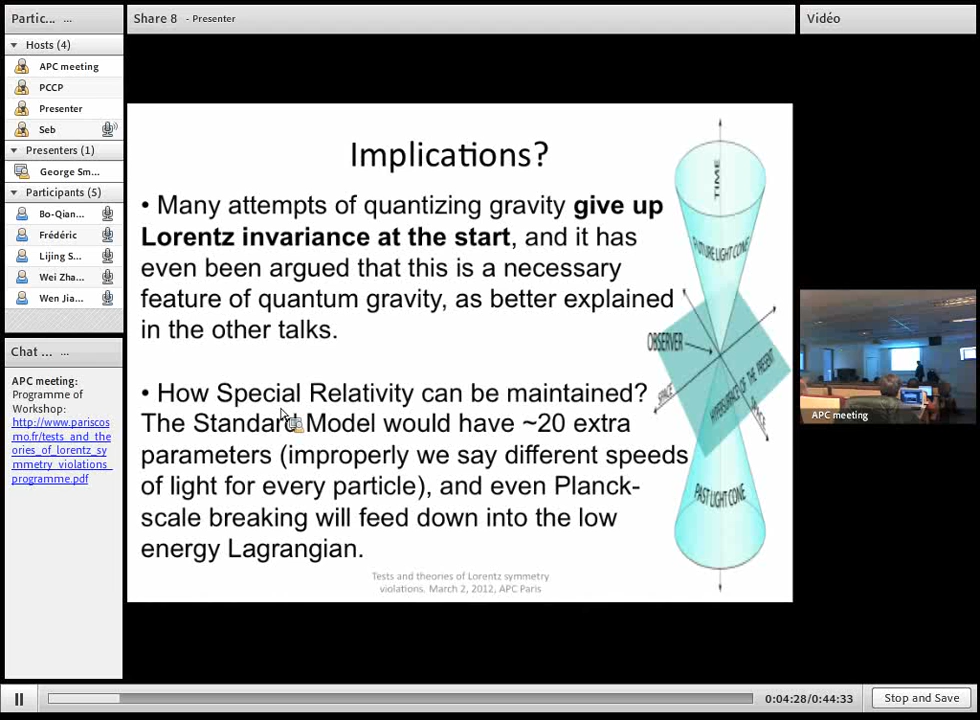 Partic... ...
Hosts (4)
APC meeting
PCCP
Presenter
Seb
Presenters (1)
George Sm...
Participants (5)
Bo-Qian...
Frédéric
Lijing S...
Wei Zha...
Wen Jia...
Chat ... ...
APC meeting:
Programme of
Workshop:
http://www.parisco
smo.fr/tests_and_the
ories_of_lorentz_sy
mmetry_violations_
programme.pdf
Share 8 - Presenter
Implications?
• Many attempts of quantizing gravity give up
Lorentz invariance at the start, and it has
even been argued that this is a necessary
feature of quantum gravity, as better explained
in the other talks.
• How Special Relativity can be maintained?
The Standard Model would have ~20 extra
parameters (improperly we say different speeds
of light for every particle), and even Planck-
scale breaking will feed down into the low
energy Lagrangian.
Tests and theories of Lorentz symmetry
violations. March 2, 2012, APC Paris
TIME
FUTURE LIGHT CONE
OBSERVER
SPACE
HYPERSURFACE OF THE PRESENT
SPACE
PAST LIGHT CONE
Vidéo
APC meeting
0:04:28/0:44:33
Stop and Save